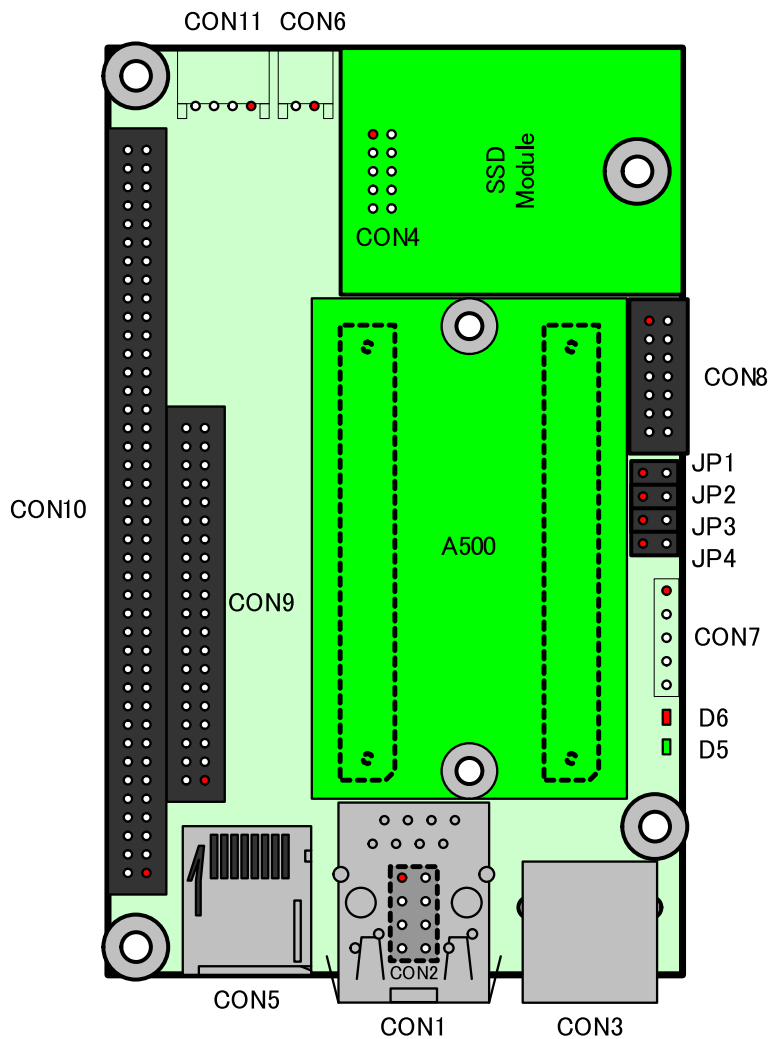 CON11 CON6
SSD
Module
CON4
CON8
JP1
JP2
JP3
JP4
CON10
A500
CON9
CON7
D6
D5
CON2
CON5
CON1
CON3